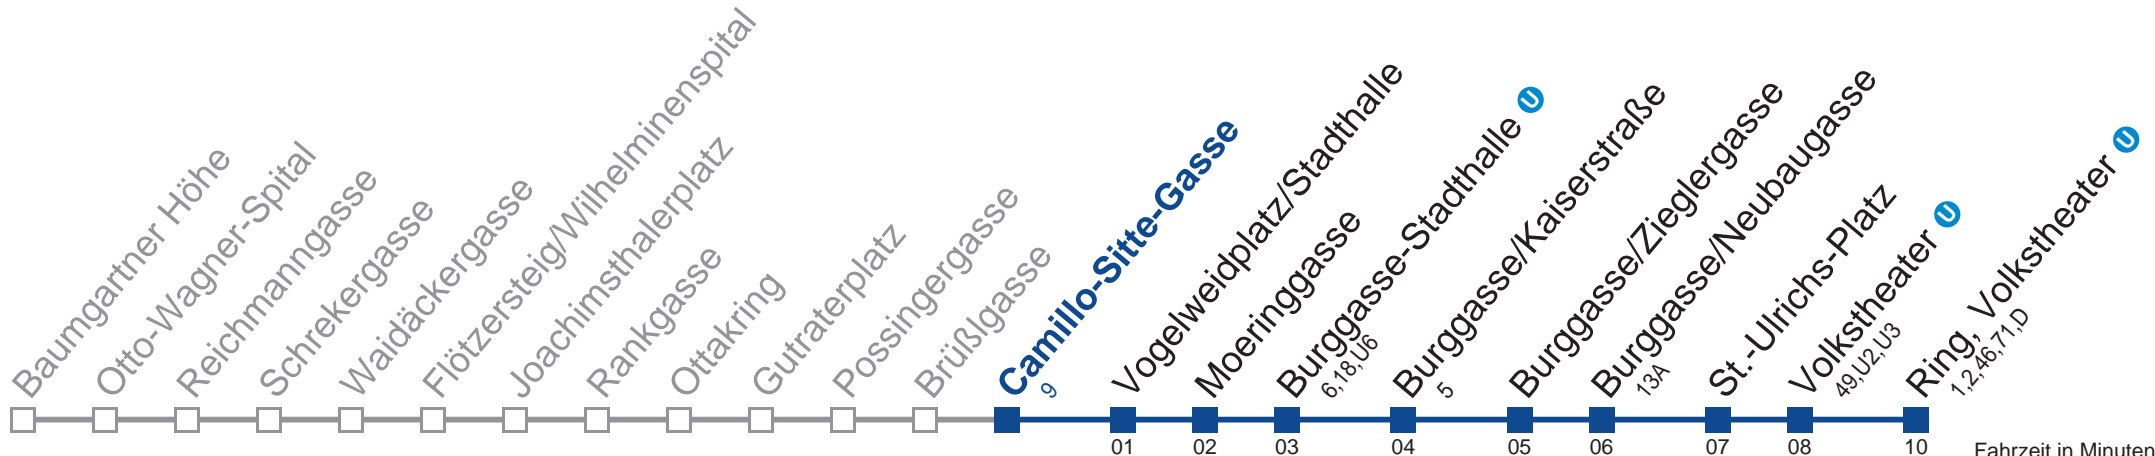 Baumgartner Höhe
Otto-Wagner-Spital
Reichmanngasse
Schrekergasse
Waidäckergasse
Flötzersteig/Wilhelminenspital
Joachimsthalerplatz
Rankgasse
Ottakring
Gutraterplatz
Possingergasse
Brüßlgasse
Camillo-Sitte-Gasse
9
Vogelweidplatz/Stadthalle
01
Moeringgasse
02
Burggasse-Stadthalle U
6,18,U6
03
Burggasse/Kaiserstraße
5
04
Burggasse/Zieglergasse
05
Burggasse/Neubaugasse
13A
06
St.-Ulrichs-Platz
07
Volkstheater U
49,U2,U3
08
Ring, Volkstheater U
1,2,46,71,D
10
Fahrzeit in Minuten